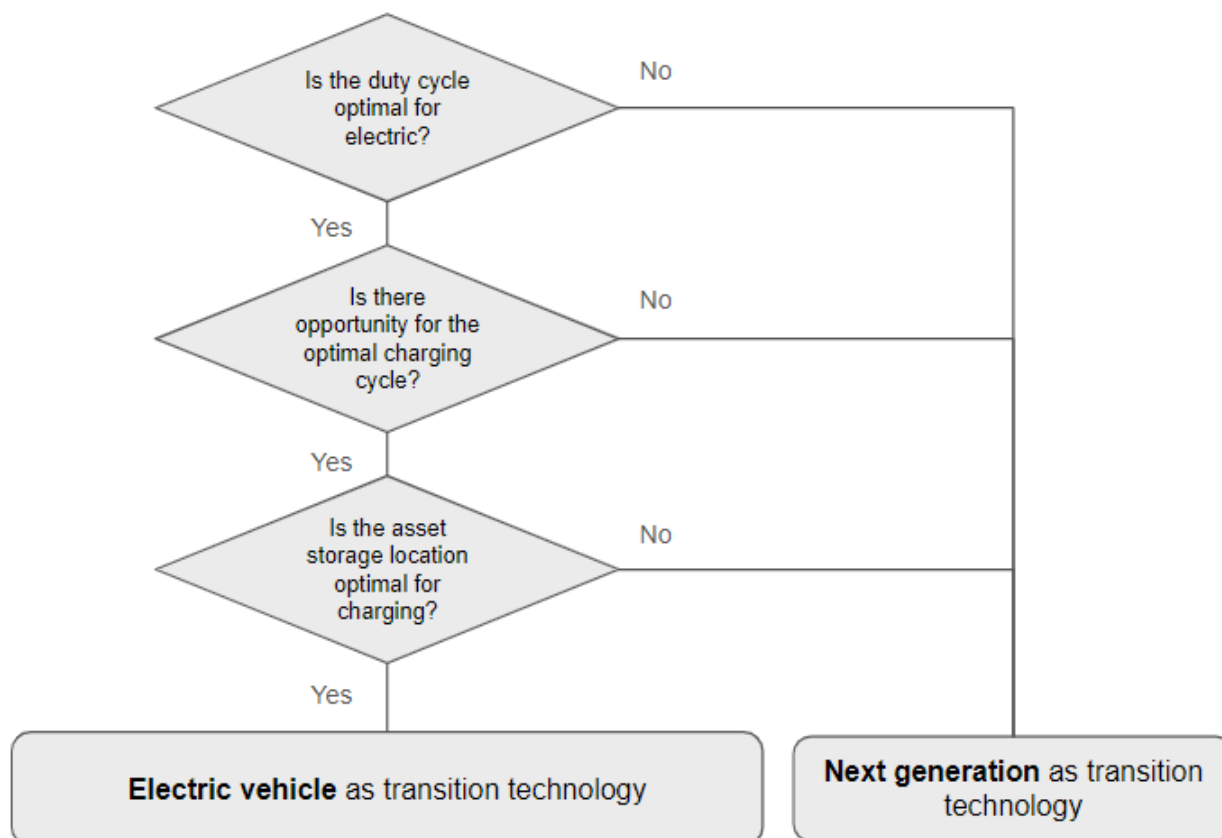 Is the duty cycle
optimal for
electric?
No
Yes
Is there
opportunity for the
optimal charging
cycle?
No
Yes
Is the asset
storage location
optimal for
charging?
No
Yes
Electric vehicle as transition technology
Next generation as transition
technology